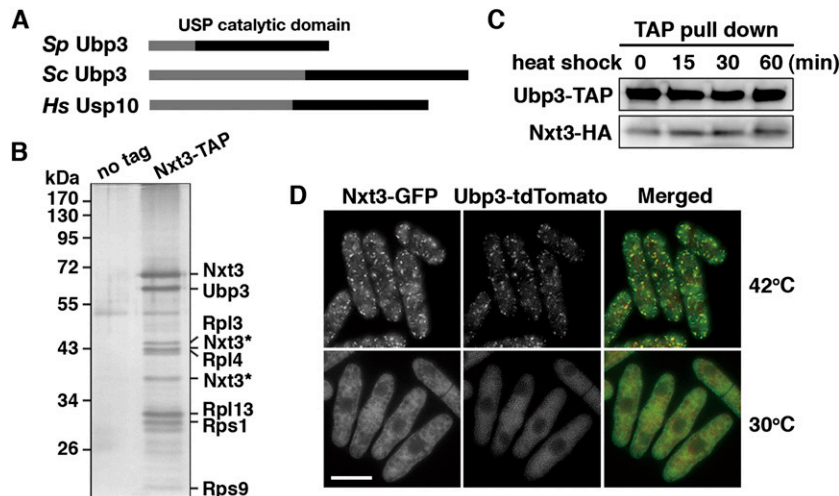 A
USP catalytic domain
Sp Ubp3
Sc Ubp3
Hs Usp10
B
no tag
Nxt3-TAP
kDa
170
130
95
72
55
43
34
26
Nxt3
Ubp3
Rpl3
Nxt3*
Rpl4
Nxt3*
Rpl13
Rps1
Rps9
C
TAP pull down
heat shock 0 15 30 60 (min)
Ubp3-TAP
Nxt3-HA
D
Nxt3-GFP Ubp3-tdTomato Merged
42°C
30°C